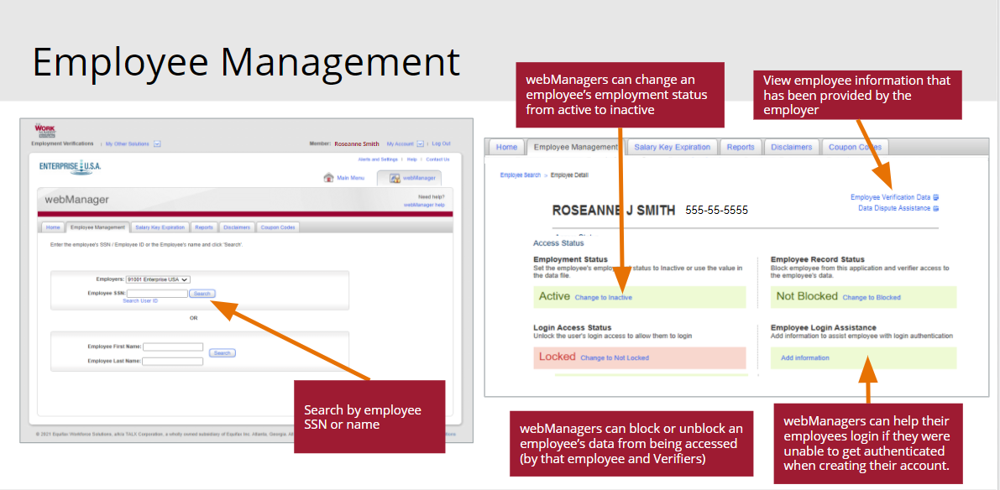 Employee Management
webManagers can change an
employee's employment status
from active to inactive
View employee information that
has been provided by the
employer
WORK
Employment Verifications | My Other Solutions
Member: Roseanne Smith My Account | Log Out
ENTERPRISE U.S.A.
Alerts and Settings | Help | Contact Us
Main Menu
webManager
webManager
Need help?
webManager help
Home Employee Management Salary Key Expiration Reports Disclaimers Coupon Codes
Enter the employee's SSN / Employee ID or the Employee's name and click 'Search'.
Employers: 91001 Enterprise USA
Employee SSN: Search
Search User ID
OR
Employee First Name:
Search
Employee Last Name:
© 2021 Equifax Workforce Solutions, a/k/a TALX Corporation, a wholly owned subsidiary of Equifax Inc. Atlanta, Georgia.
Search by employee
SSN or name
Home Employee Management Salary Key Expiration Reports Disclaimers Coupon Codes
Employee Search > Employee Detail
Employee Verification Data
Data Dispute Assistance
ROSEANNE J SMITH 555-55-5555
Access Status
Employment Status
Set the employee's employment status to Inactive or use the value in
the data file.
Active Change to Inactive
Employee Record Status
Block employee from this application and verifier access to
the employee's data.
Not Blocked Change to Blocked
Login Access Status
Unlock the user's login access to allow them to login
Locked Change to Not Locked
Employee Login Assistance
Add information to assist employee with login authentication
Add information
webManagers can block or unblock an
employee's data from being accessed
(by that employee and Verifiers)
webManagers can help their
employees login if they were
unable to get authenticated
when creating their account.